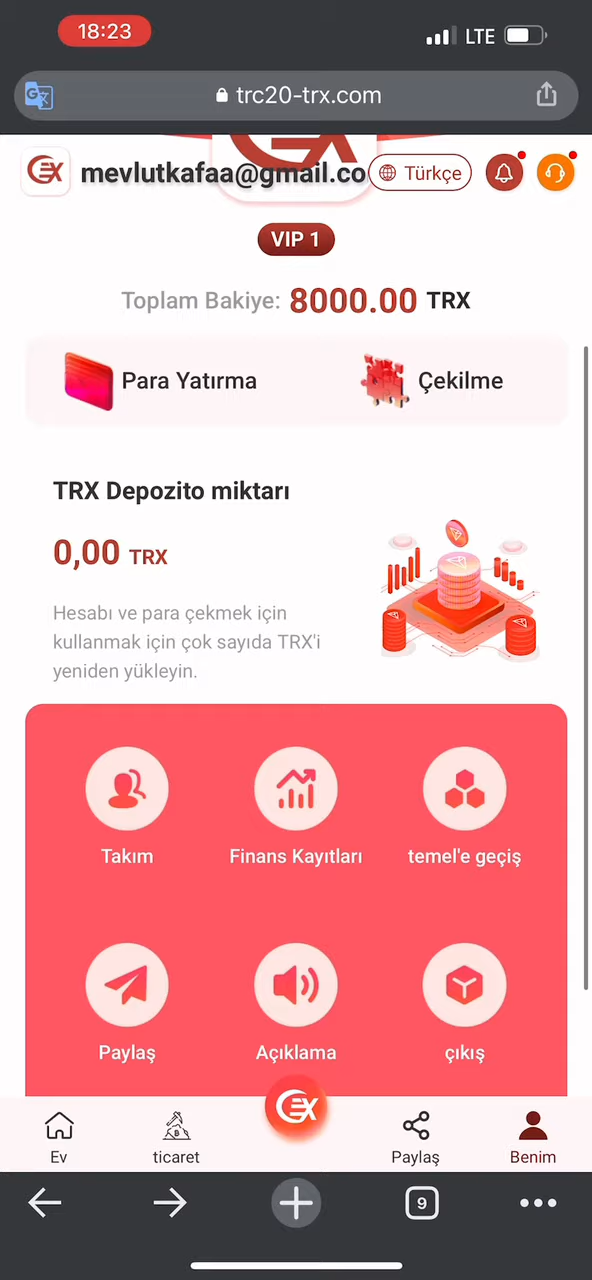 18:23
LTE
trc20-trx.com
EX
mevlutkafaa@gmail.co
Türkçe
VIP 1
Toplam Bakiye: 8000.00 TRX
Para Yatırma
Çekilme
TRX Depozito miktarı
0,00 TRX
Hesabı ve para çekmek için
kullanmak için çok sayıda TRX'i
yeniden yükleyin.
Takım
Finans Kayıtları
temel'e geçiş
Paylaş
Açıklama
çıkış
EX
Ev
ticaret
Paylaş
Benim
9